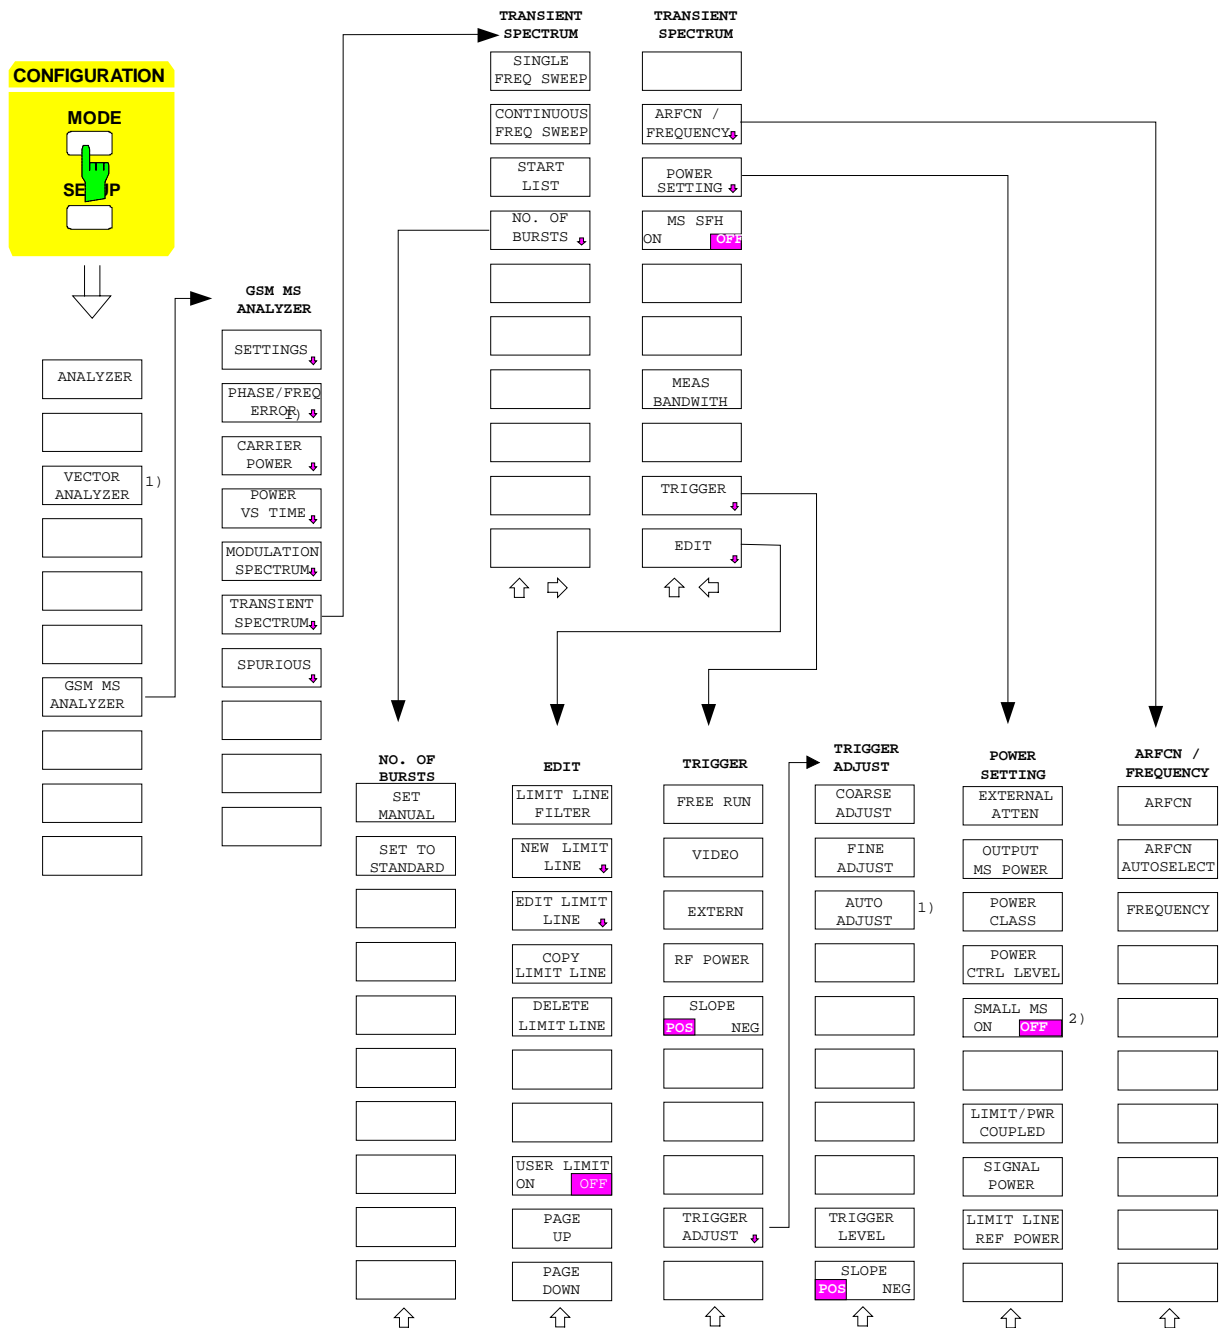 CONFIGURATION
MODE
SETUP
ANALYZER
VECTOR
ANALYZER
1)
GSM MS
ANALYZER
GSM MS
ANALYZER
SETTINGS
PHASE/FREQ
ERROR
1)
CARRIER
POWER
POWER
VS TIME
MODULATION
SPECTRUM
TRANSIENT
SPECTRUM
SPURIOUS
TRANSIENT
SPECTRUM
SINGLE
FREQ SWEEP
CONTINUOUS
FREQ SWEEP
START
LIST
NO. OF
BURSTS
TRANSIENT
SPECTRUM
ARFCN /
FREQUENCY
POWER
SETTING
MS SFH
ON OFF
MEAS
BANDWITH
TRIGGER
EDIT
NO. OF
BURSTS
SET
MANUAL
SET TO
STANDARD
EDIT
LIMIT LINE
FILTER
NEW LIMIT
LINE
EDIT LIMIT
LINE
COPY
LIMIT LINE
DELETE
LIMIT LINE
USER LIMIT
ON OFF
PAGE
UP
PAGE
DOWN
TRIGGER
FREE RUN
VIDEO
EXTERN
RF POWER
SLOPE
POS NEG
TRIGGER
ADJUST
TRIGGER
ADJUST
COARSE
ADJUST
FINE
ADJUST
AUTO
ADJUST
1)
TRIGGER
LEVEL
SLOPE
POS NEG
POWER
SETTING
EXTERNAL
ATTEN
OUTPUT
MS POWER
POWER
CLASS
POWER
CTRL LEVEL
SMALL MS
ON OFF
2)
LIMIT/PWR
COUPLED
SIGNAL
POWER
LIMIT LINE
REF POWER
ARFCN /
FREQUENCY
ARFCN
ARFCN
AUTOSELECT
FREQUENCY